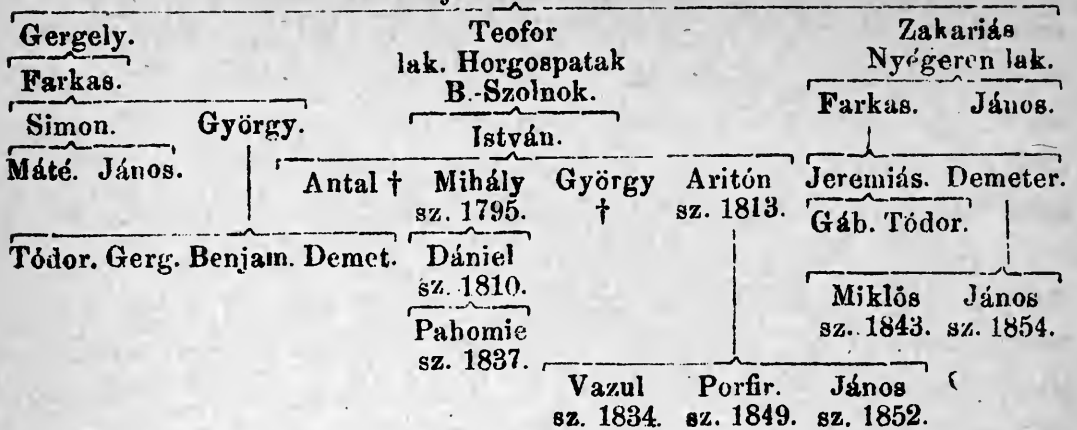 Gergely. Teofor Zakariás
lak. Horgospatak Nyégeren lak.
Farkas. B.-Szolnok. Farkas. János.
Simon. György. István.
Máté. János. Antal † Mihály György Aritón Jeremiás. Demeter.
sz. 1795. † sz. 1813. Gáb. Tódor.
Tódor. Gerg. Benjam. Demet. Dániel
sz. 1810. Miklós János
Pahomie sz. 1843. sz. 1854.
sz. 1837.
Vazul Porfir. János
sz. 1834. sz. 1849. sz. 1852.